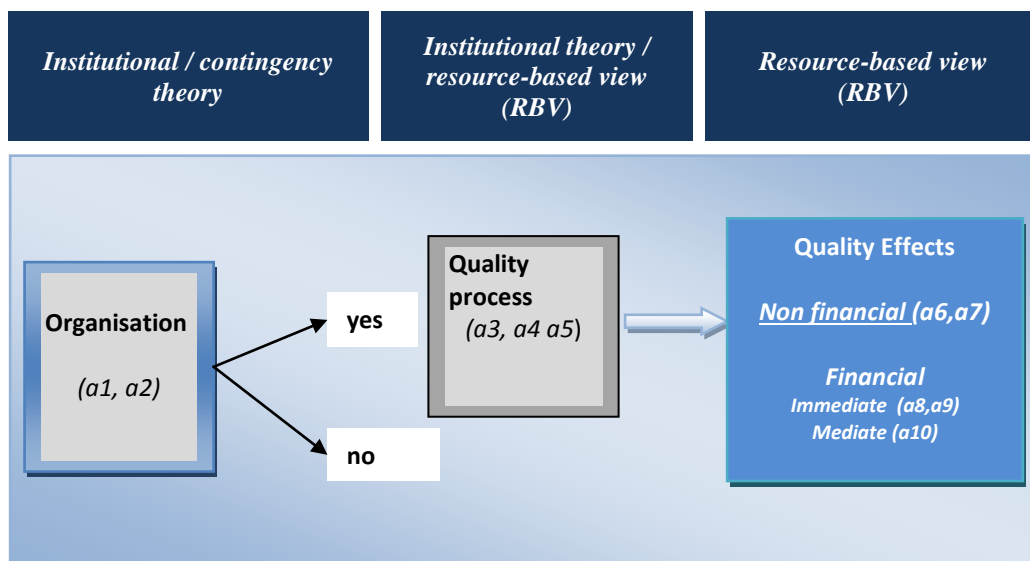 Institutional / contingency
theory
Institutional theory /
resource-based view
(RBV)
Resource-based view
(RBV)
Organisation
(a1, a2)
yes
no
Quality
process
(a3, a4 a5)
Quality Effects
Non financial (a6,a7)
Financial
Immediate (a8,a9)
Mediate (a10)